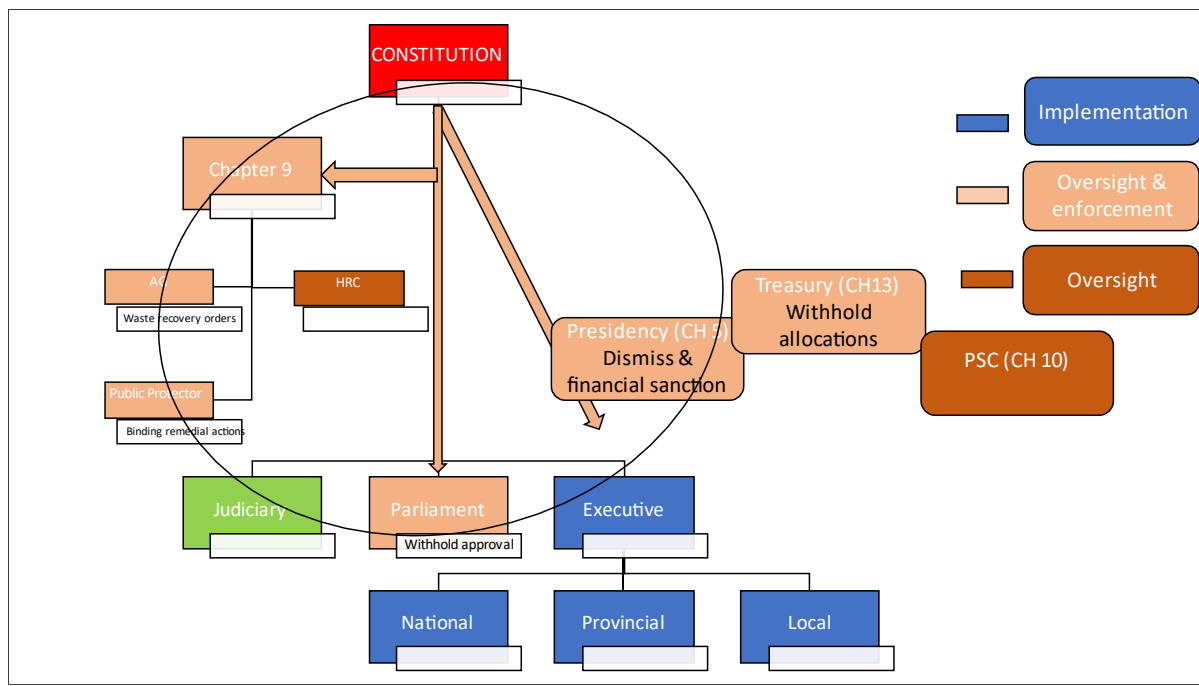 CONSTITUTION
Implementation
Chapter 9
Oversight &
enforcement
AG
HRC
Waste recovery orders
Treasury (CH13)
Withhold
allocations
Oversight
Presidency (CH 5)
Dismiss &
financial sanction
PSC (CH 10)
Public Protector
Binding remedial actions
Judiciary
Parliament
Executive
Withhold approval
National
Provincial
Local